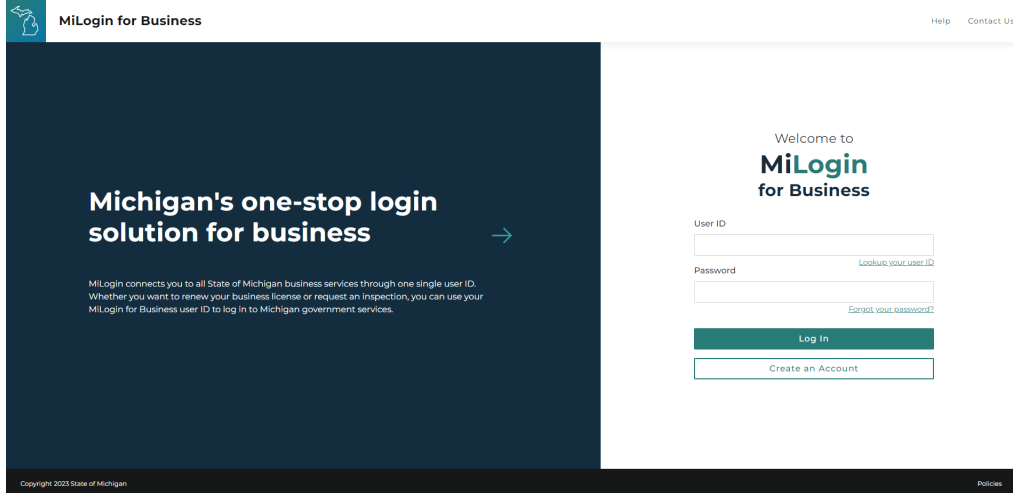 MiLogin for Business
Help
Contact Us
Michigan's one-stop login
solution for business
MiLogin connects you to all State of Michigan business services through one single user ID.
Whether you want to renew your business license or request an inspection, you can use your
MiLogin for Business user ID to log in to Michigan government services.
Welcome to
MiLogin
for Business
User ID
Lookup your user ID
Password
Forgot your password?
Log In
Create an Account
Copyright 2023 State of Michigan
Policies